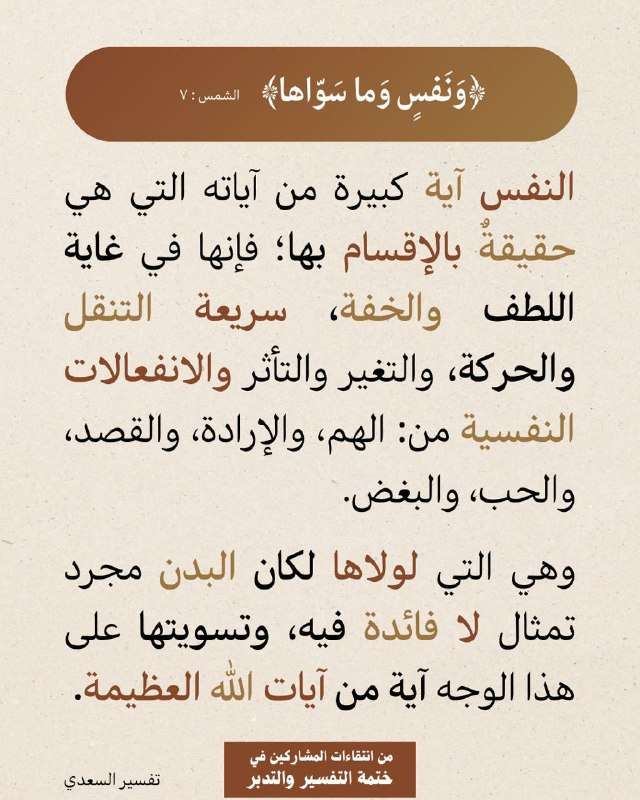 ﴿وَنَفسٍ وَما سَوّاها﴾ الشمس: ٧
النفس آية كبيرة من آياته التي هي
حقيقةٌ بالإقسام بها؛ فإنها في غاية
اللطف والخفة، سريعة التنقل
والحركة، والتغير والتأثر والانفعالات
النفسية من: الهم، والإرادة، والقصد،
والحب، والبغض.
وهي التي لولاها لكان البدن مجرد
تمثال لا فائدة فيه، وتسويتها على
هذا الوجه آية من آيات الله العظيمة.
من انتقاءات المشاركين في
ختمة التفسير والتدبر
تفسير السعدي